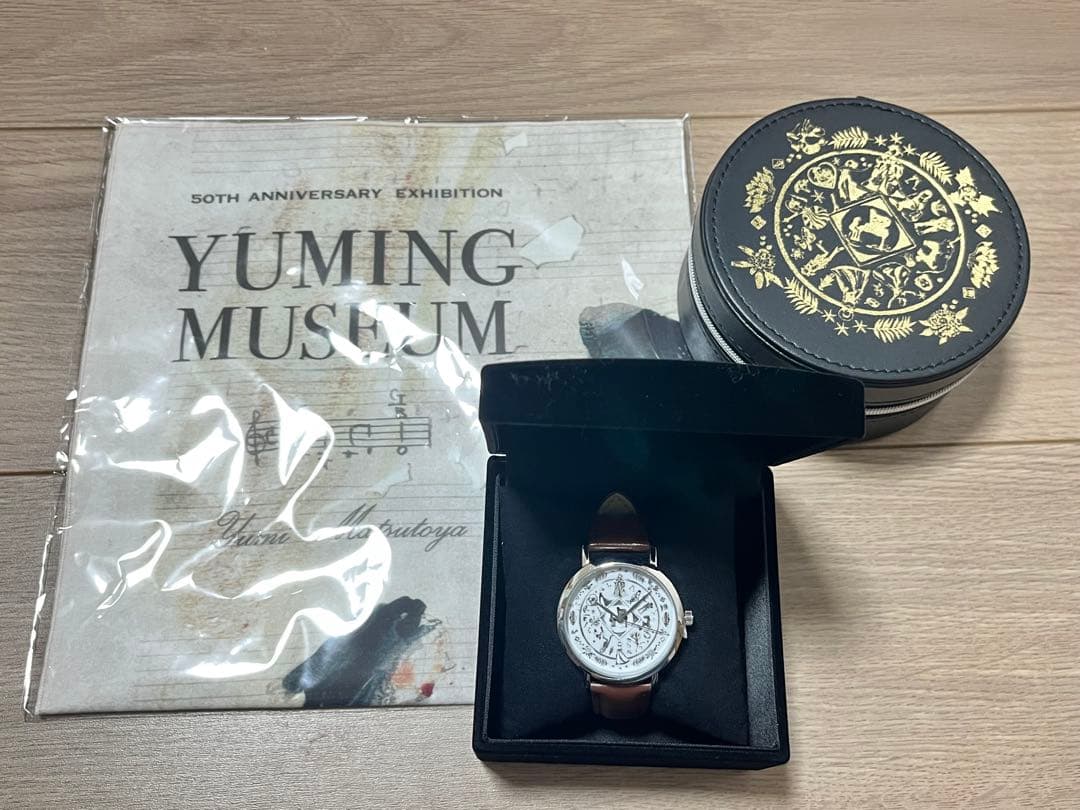 50TH ANNIVERSARY EXHIBITION
YUMING
MUSEUM
Yumi Matsutoya